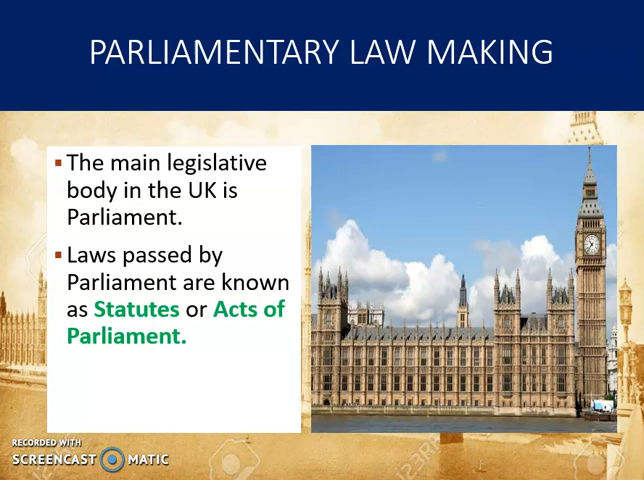 PARLIAMENTARY LAW MAKING
▪ The main legislative
body in the UK is
Parliament.
▪ Laws passed by
Parliament are known
as Statutes or Acts of
Parliament.
RECORDED WITH
SCREENCAST MATIC